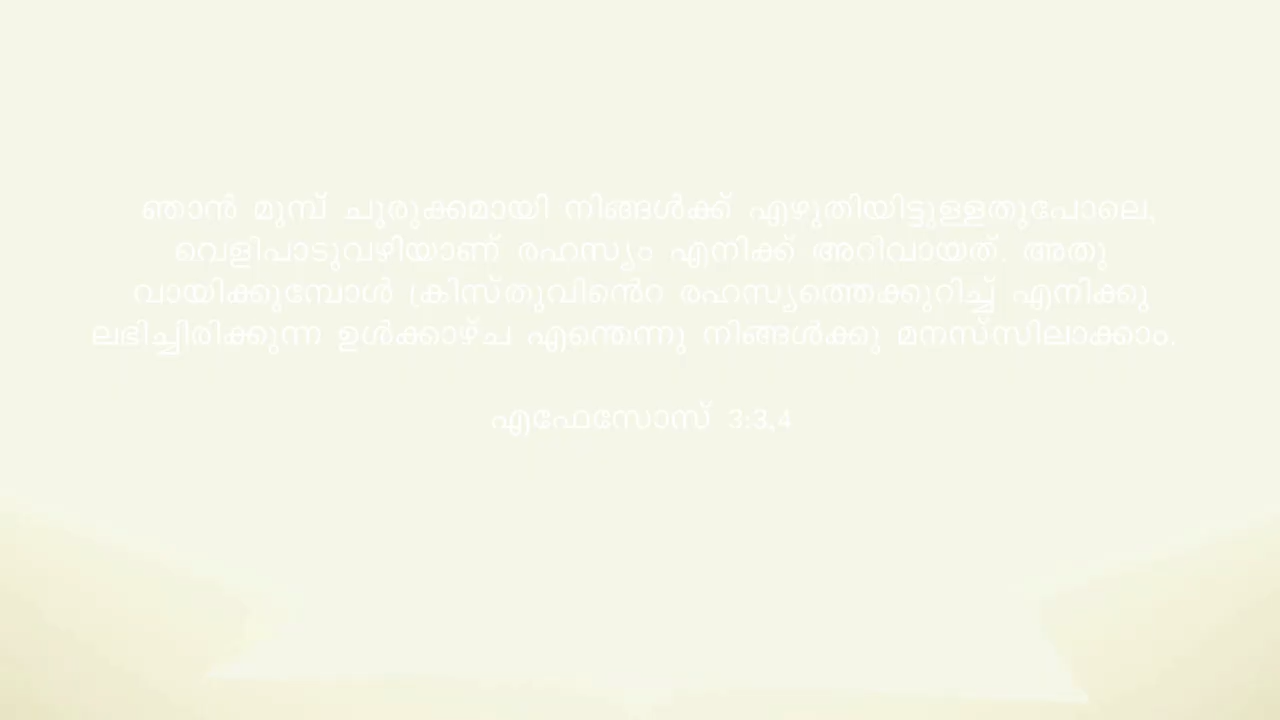 ഞാൻ മുമ്പ് ചുരുക്കമായി നിങ്ങൾക്ക് എഴുതിയിട്ടുള്ളതുപോലെ,
വെളിപാടുവഴിയാണ് രഹസ്യം എനിക്ക് അറിവായത്. അതു
വായിക്കുമ്പോൾ ക്രിസ്തുവിൻെറ രഹസ്യത്തെക്കുറിച്ച് എനിക്കു
ലഭിച്ചിരിക്കുന്ന ഉൾക്കാഴ്ച എന്തെന്നു നിങ്ങൾക്കു മനസ്സിലാക്കാം.
എഫേസോസ് 3:3,4